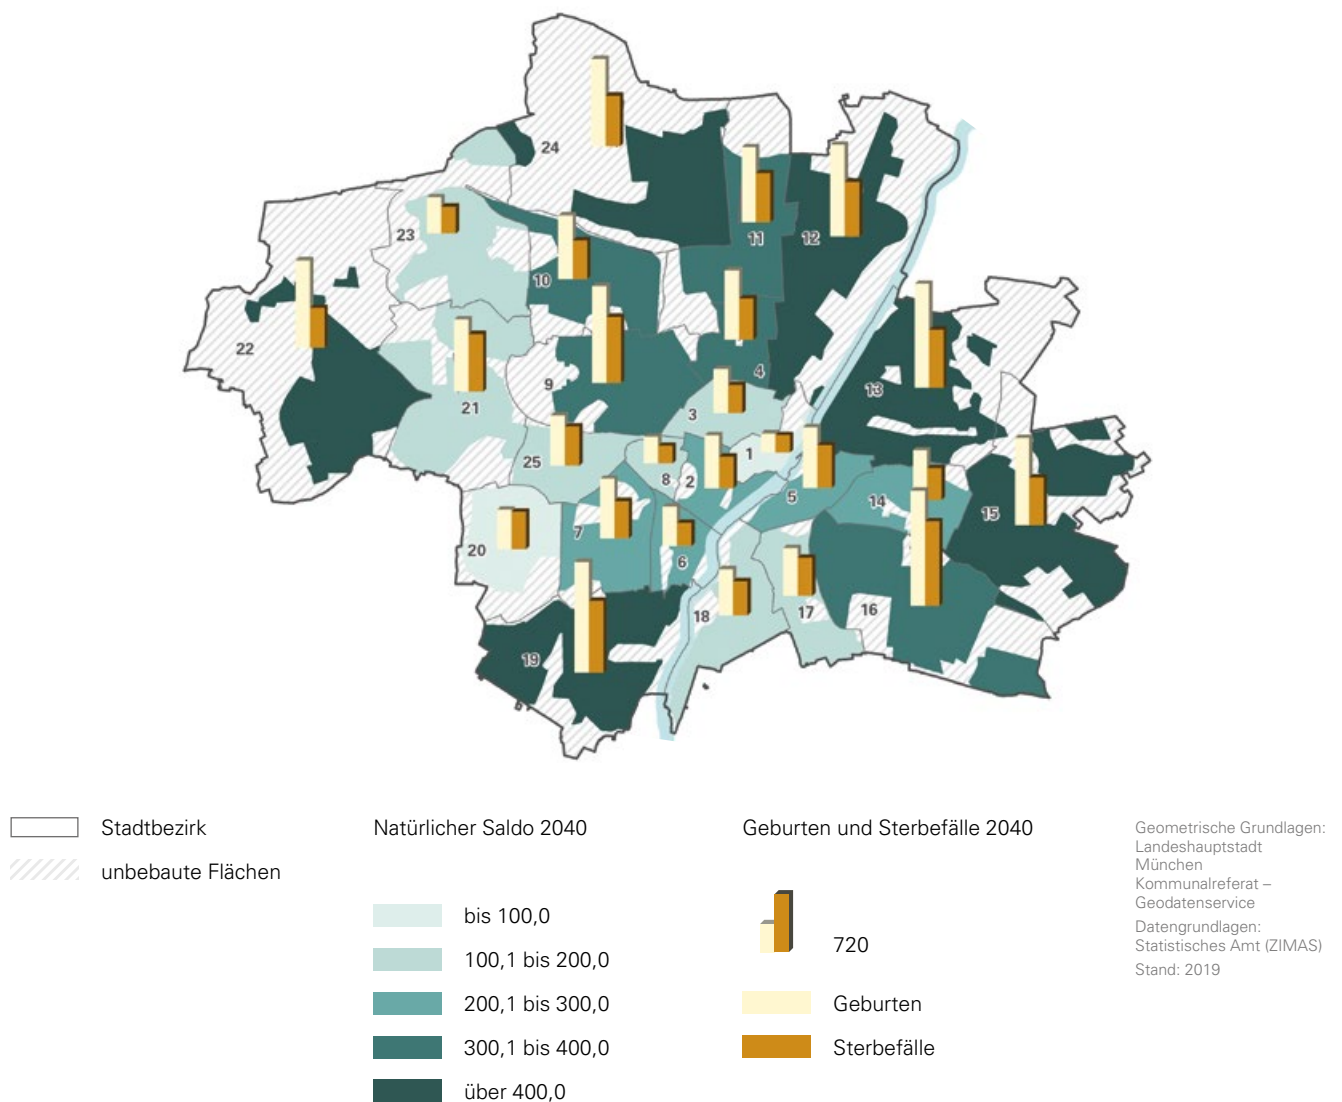 24
23
11
12
10
22
9
4
13
21
3
25
1
8
2
5
14
15
20
7
6
18
17
16
19
Stadtbezirk
unbebaute Flächen
Natürlicher Saldo 2040
bis 100,0
100,1 bis 200,0
200,1 bis 300,0
300,1 bis 400,0
über 400,0
Geburten und Sterbefälle 2040
720
Geburten
Sterbefälle
Geometrische Grundlagen:
Landeshauptstadt
München
Kommunalreferat –
Geodatenservice
Datengrundlagen:
Statistisches Amt (ZIMAS)
Stand: 2019